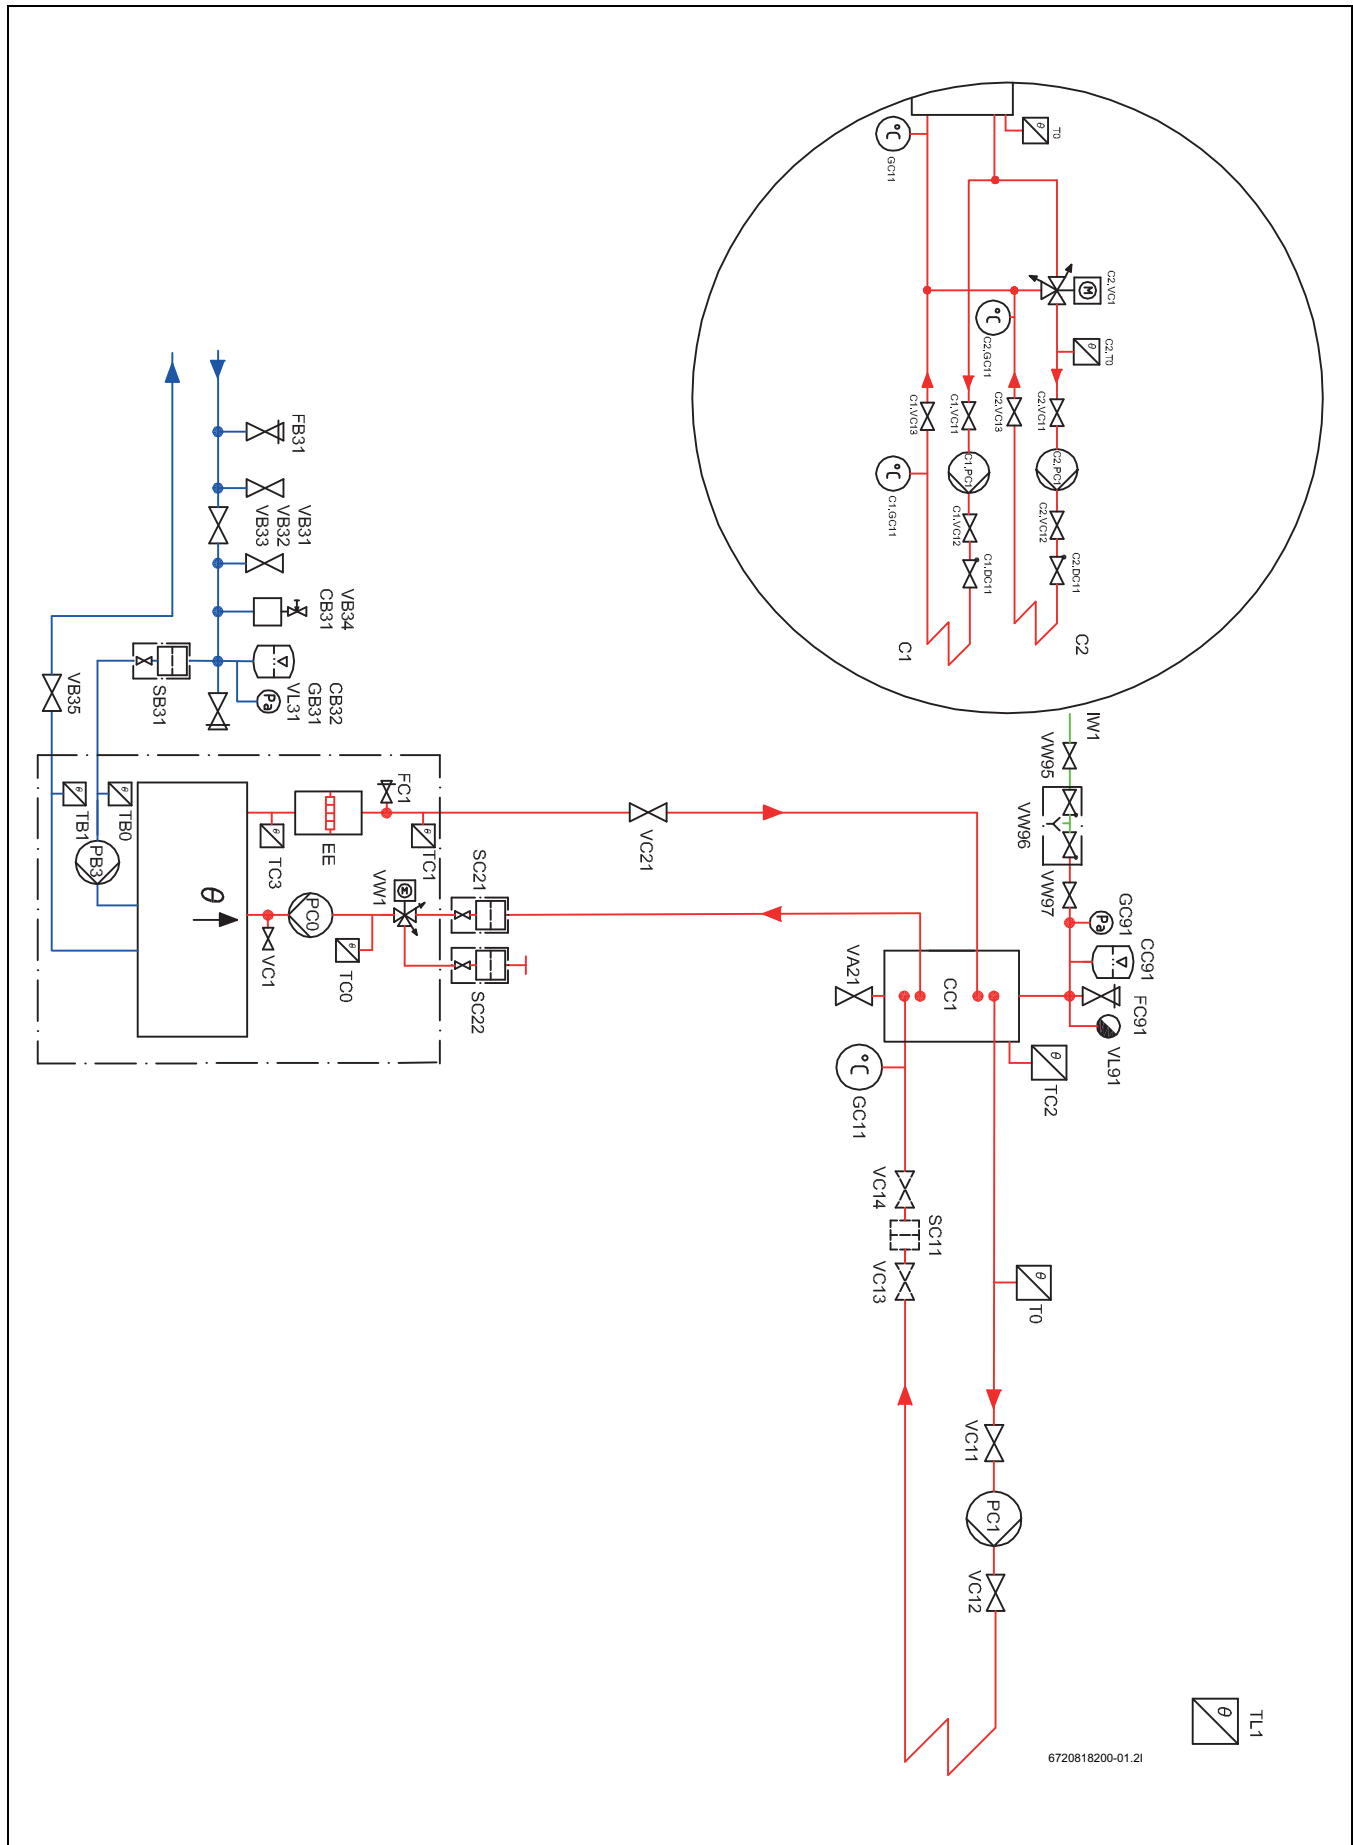 T0
°C
GC11
C2,VC1
M
C2,T0
θ
°C
C2,GC11
C1,VC13
C1,VC11
C2,VC13
C2,VC11
C1,PC1
C2,PC1
°C
C1,GC11
C1,VC12
C2,VC12
C1,DC11
C2,DC11
C1
C2
FB31
VB31
VB32
VB33
VB34
CB31
CB32
GB31
VL31
Pa
SB31
VB35
IW1
VW95
VW96
VW97
GC91
Pa
CC91
FC91
VL91
TB1
TB0
PB3
θ
TC3
EE
FC1
TC1
VC21
VW1
M
SC21
SC22
PC0
VC1
TC0
VA21
CC1
TC2
°C
GC11
VC14
SC11
VC13
T0
VC11
PC1
VC12
TL1
θ
6720818200-01.2I